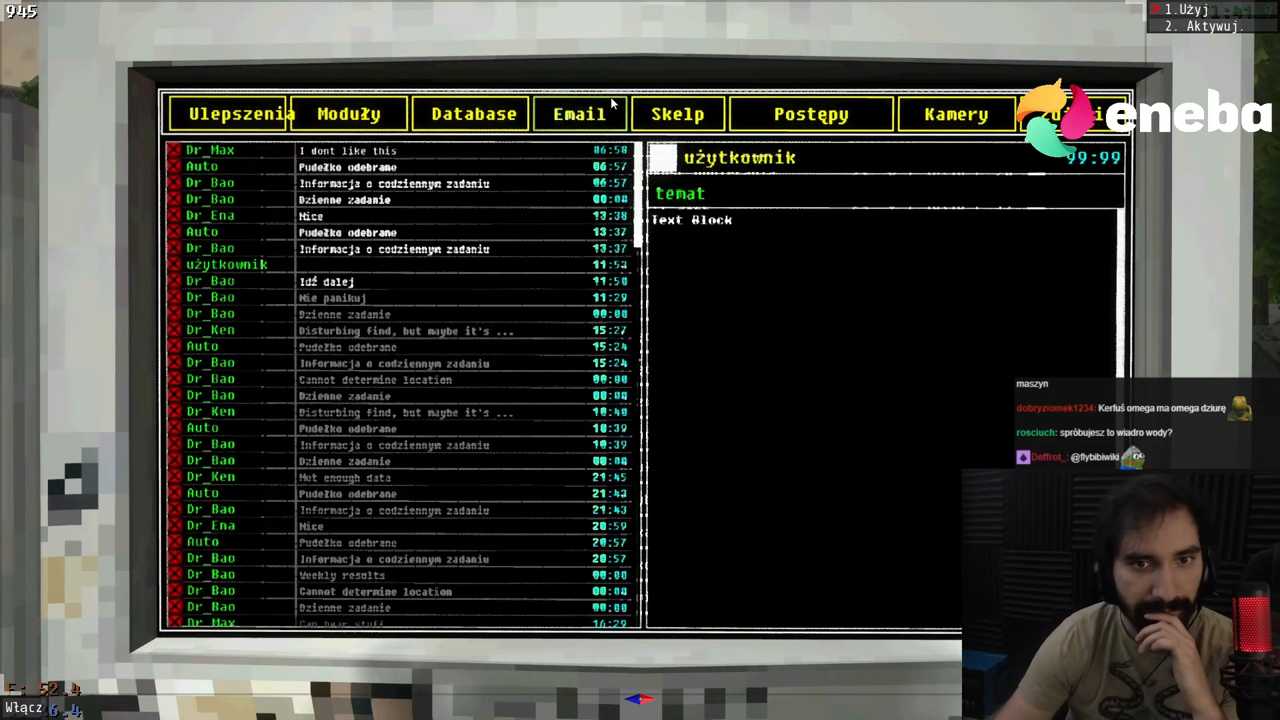 945
1.Użyj
2. Aktywuj.
eneba
Ulepszenia Moduły Database Email Skelp Postępy Kamery
Dr_Max I dont like this 06:58
Auto Pudełko odebrane 06:57
Dr_Bao Informacja o codziennym zadaniu 06:57
Dr_Bao Dzienne zadanie
Dr_Ena Nice 13:38
Auto Pudełko odebrane 13:37
Dr_Bao Informacja o codziennym zadaniu 13:37
użytkownik 11:53
Dr_Bao Idź dalej 11:50
Dr_Bao Nie panikuj 11:29
Dr_Bao Dzienne zadanie 00:00
Dr_Ken Disturbing find, but maybe it's ... 15:27
Auto Pudełko odebrane 15:24
Dr_Bao Informacja o codziennym zadaniu 15:24
Dr_Bao Cannot determine location 00:00
Dr_Bao Dzienne zadanie
Dr_Ken Disturbing find, but maybe it's ... 10:40
Auto Pudełko odebrane 10:39
Dr_Bao Informacja o codziennym zadaniu 10:39
Dr_Bao Dzienne zadanie
Dr_Ken Not enough data 21:45
Auto Pudełko odebrane 21:43
Dr_Bao Informacja o codziennym zadaniu 21:43
Dr_Ena Nice 20:59
Auto Pudełko odebrane 20:57
Dr_Bao Informacja o codziennym zadaniu 20:57
Dr_Bao Weekly results 00:00
Dr_Bao Cannot determine location
Dr_Bao Dzienne zadanie 00:00
Dr_Max Can hear stuff 16:29
użytkownik 99:99
temat
Text Block
maszyn
dobryziomek1234: Kerfuś omega ma omega dziurę
rosciuch: spróbujesz to wiadro wody?
Deffrot_: @flybibiwiki
E: 52.4
Włącz 6.4